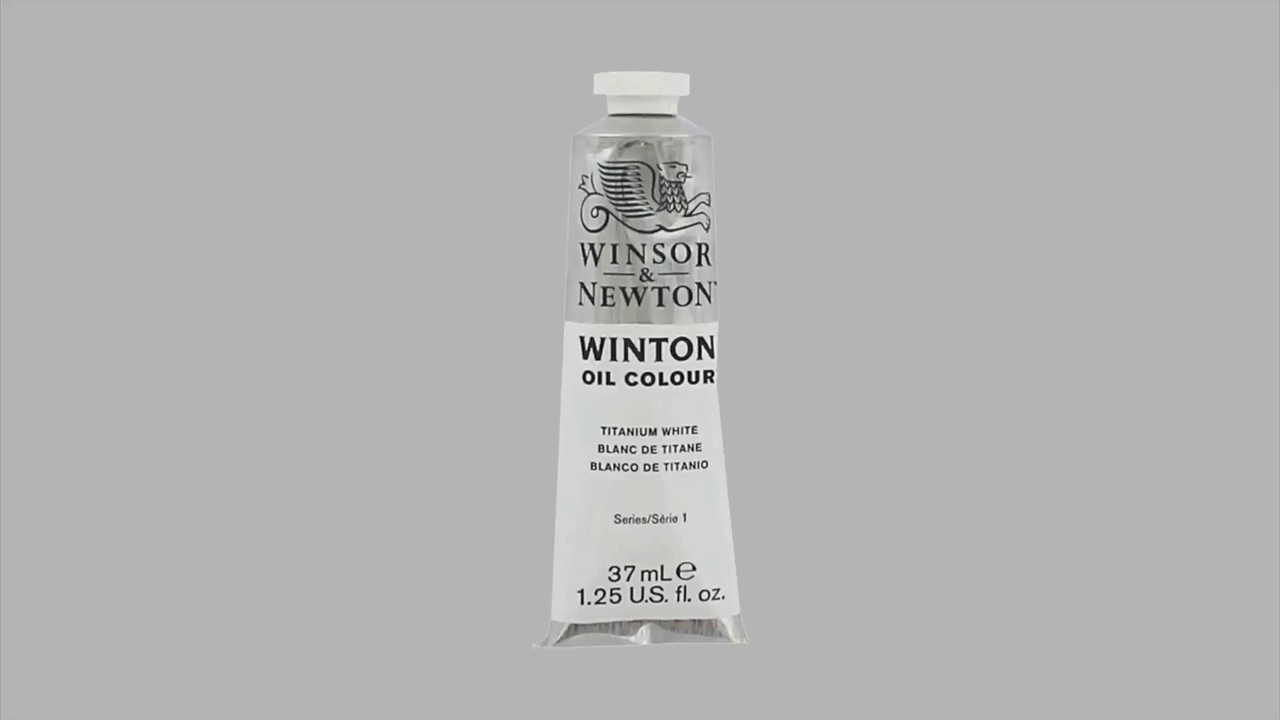 WINSOR
&
NEWTON
WINTON
OIL COLOUR
TITANIUM WHITE
BLANC DE TITANE
BLANCO DE TITANIO
Series/Série 1
37 mL ℮
1.25 U.S. fl. oz.